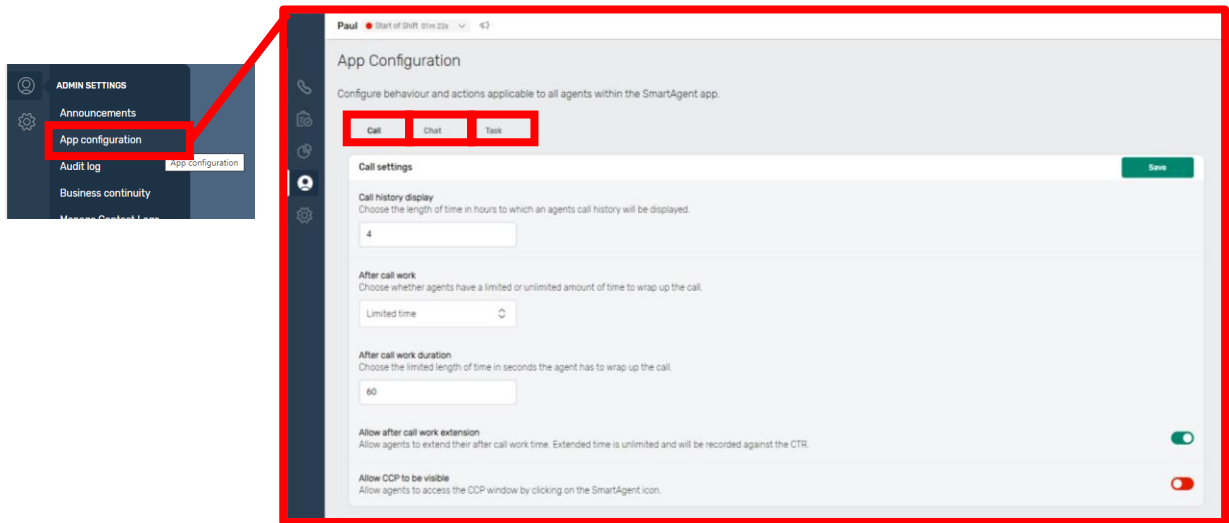 ADMIN SETTINGS
Announcements
App configuration
Audit log
App configuration
Business continuity
Manage Contact Lens
Paul Start of Shift 01m 22s
App Configuration
Configure behaviour and actions applicable to all agents within the SmartAgent app.
Call Chat Task
Call settings
Save
Call history display
Choose the length of time in hours to which an agents call history will be displayed.
4
After call work
Choose whether agents have a limited or unlimited amount of time to wrap up the call.
Limited time
After call work duration
Choose the limited length of time in seconds the agent has to wrap up the call.
60
Allow after call work extension
Allow agents to extend their after call work time. Extended time is unlimited and will be recorded against the CTR.
Allow CCP to be visible
Allow agents to access the CCP window by clicking on the SmartAgent icon.